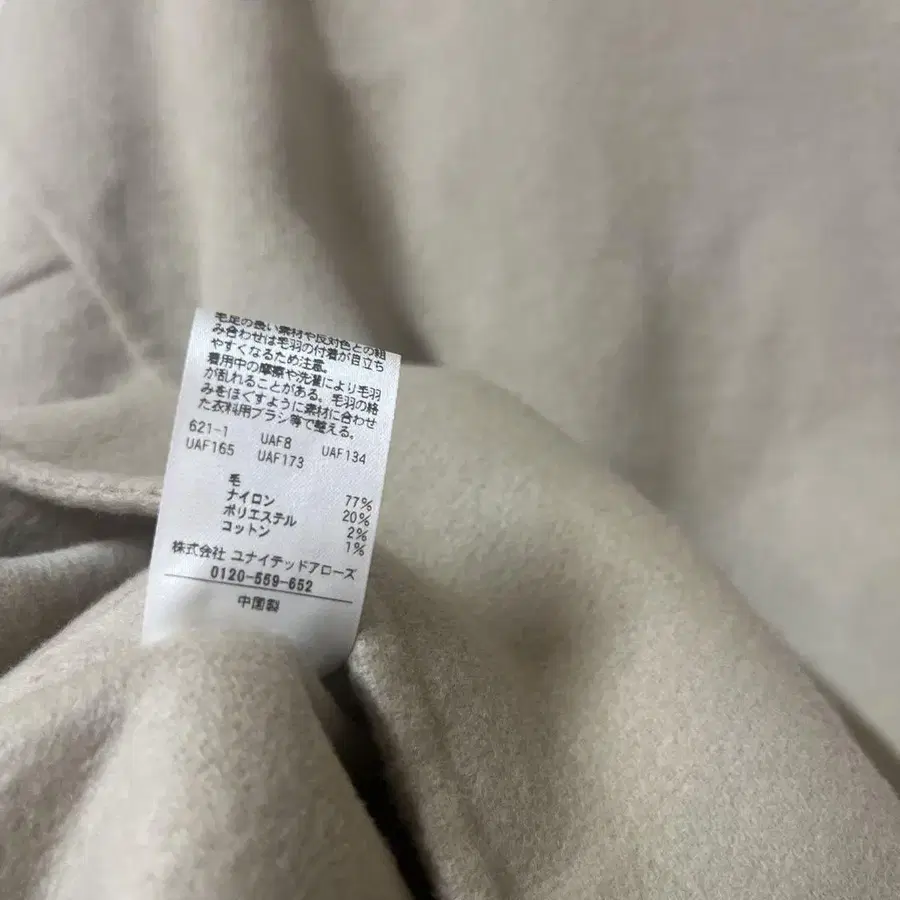 毛足の長い素材や反対色との組
み合わせは毛羽の付着が目立ち
やすくなるため注意。
着用中の摩擦や洗濯により毛羽
が乱れることがある。毛羽の絡
みをほぐすように素材に合わせ
た衣料用ブラシ等で整える。
621-1 UAF8 UAF134
UAF165 UAF173
毛 77%
ナイロン 20%
ポリエステル 2%
コットン 1%
株式会社 ユナイテッドアローズ
0120-559-652
中国製